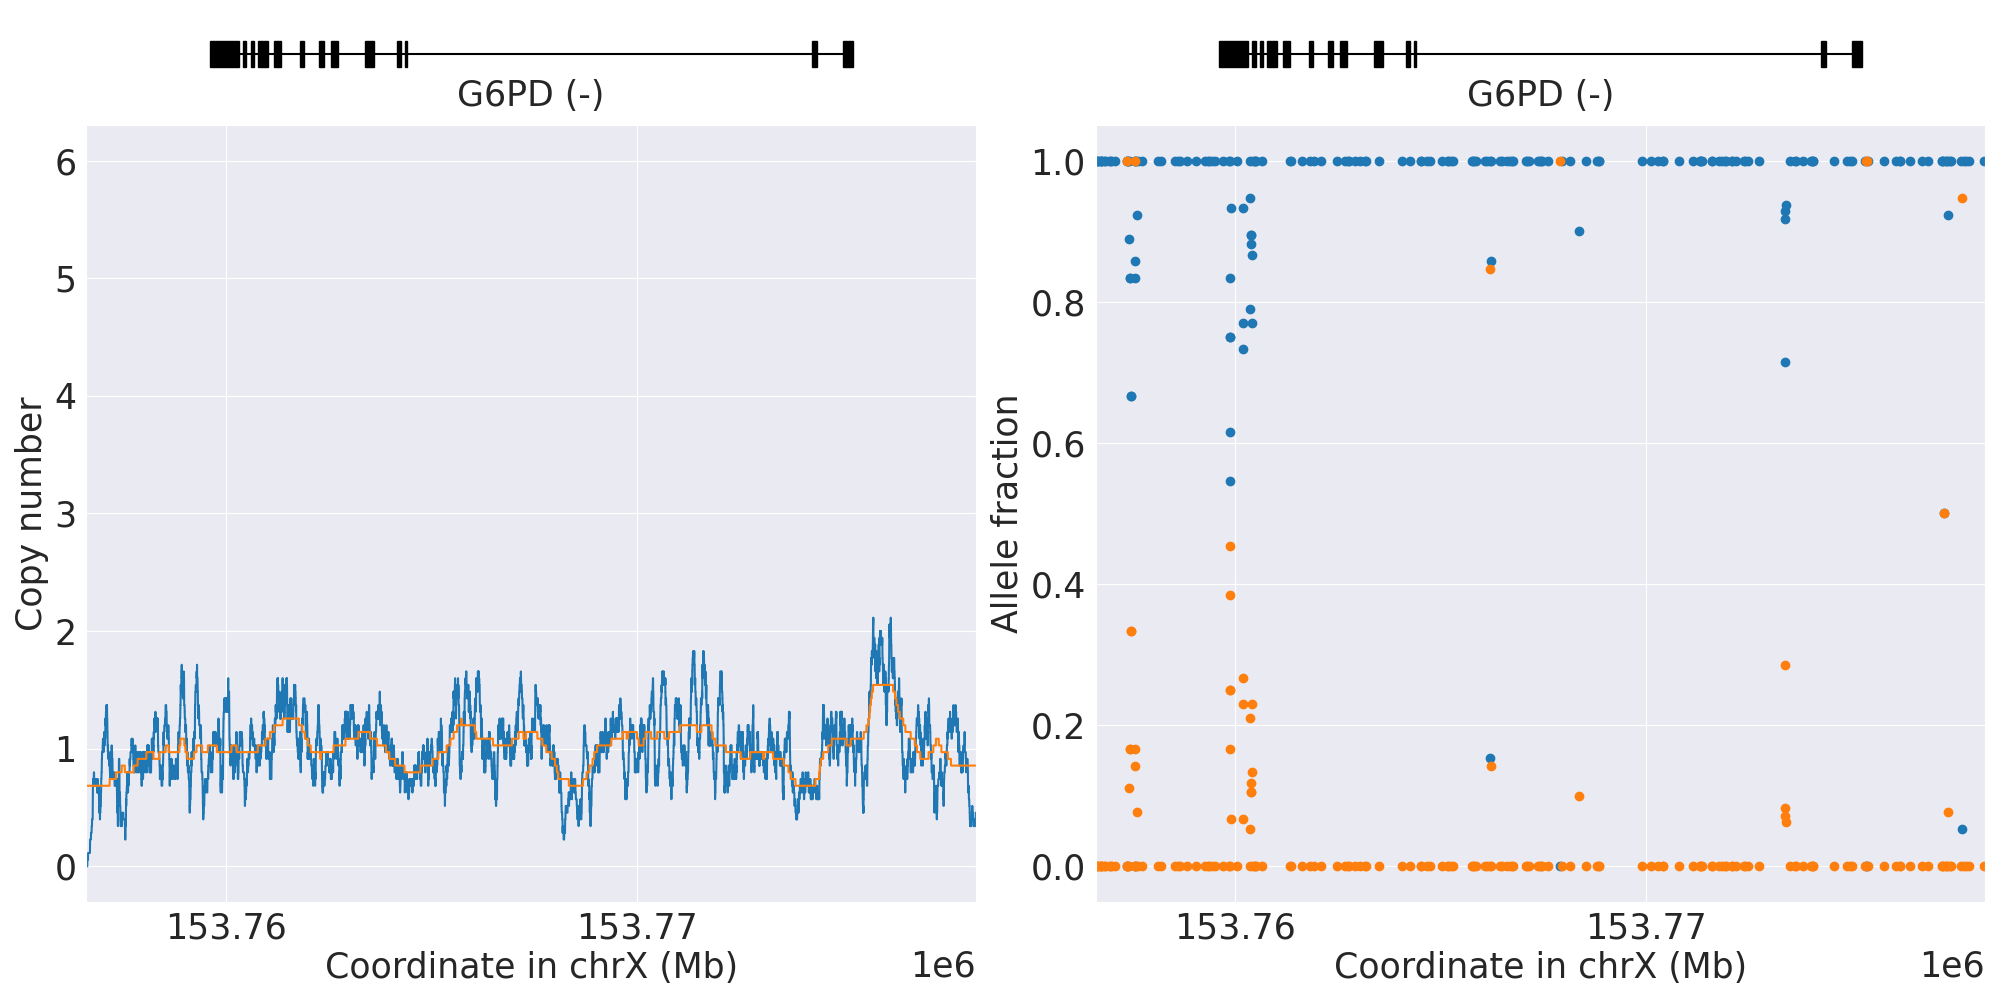 G6PD (-)
6
5
4
3
2
1
0
Copy number
153.76
153.77
Coordinate in chrX (Mb)
1e6
G6PD (-)
1.0
0.8
0.6
0.4
0.2
0.0
Allele fraction
153.76
153.77
Coordinate in chrX (Mb)
1e6